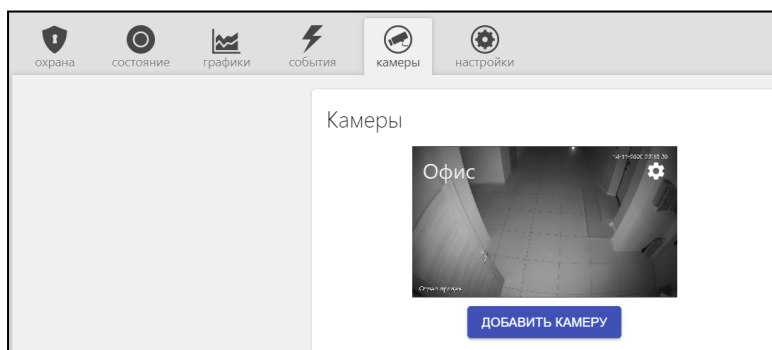 охрана
состояние
графики
события
камеры
настройки
Камеры
Офис
ДОБАВИТЬ КАМЕРУ